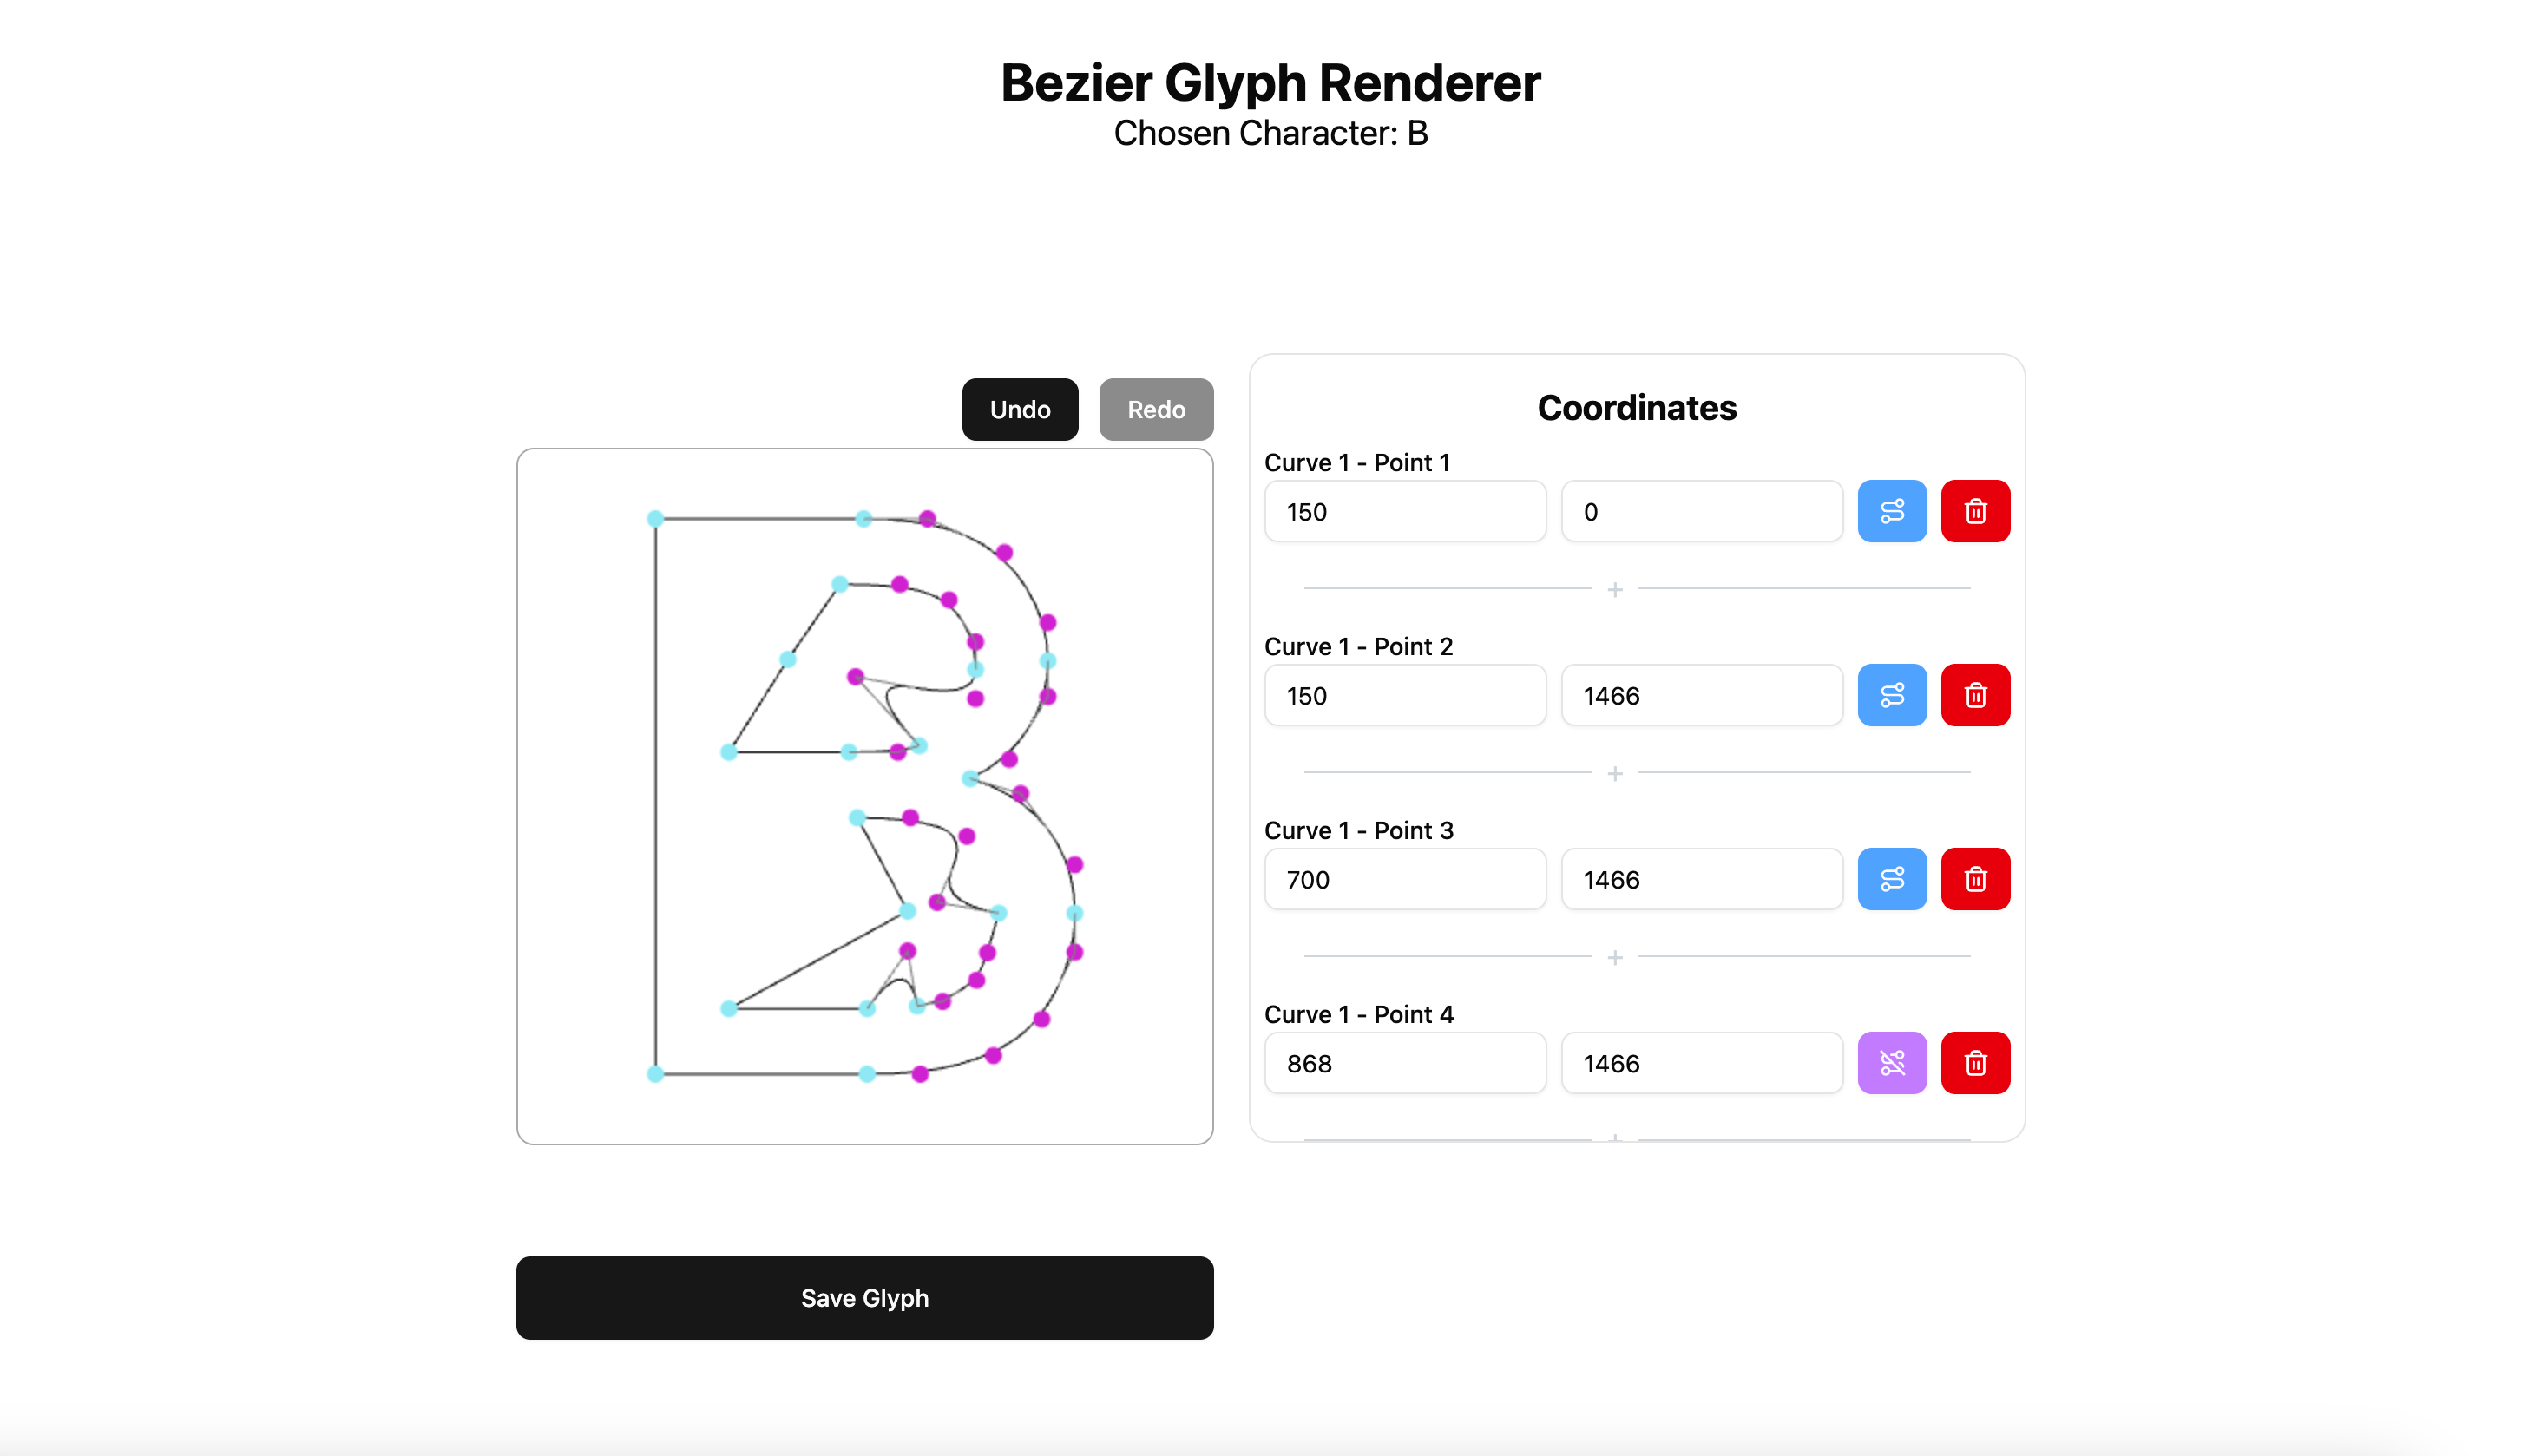 Bezier Glyph Renderer
Chosen Character: B
Undo Redo
Coordinates
Curve 1 - Point 1
150 0
+
Curve 1 - Point 2
150 1466
+
Curve 1 - Point 3
700 1466
+
Curve 1 - Point 4
868 1466
Save Glyph